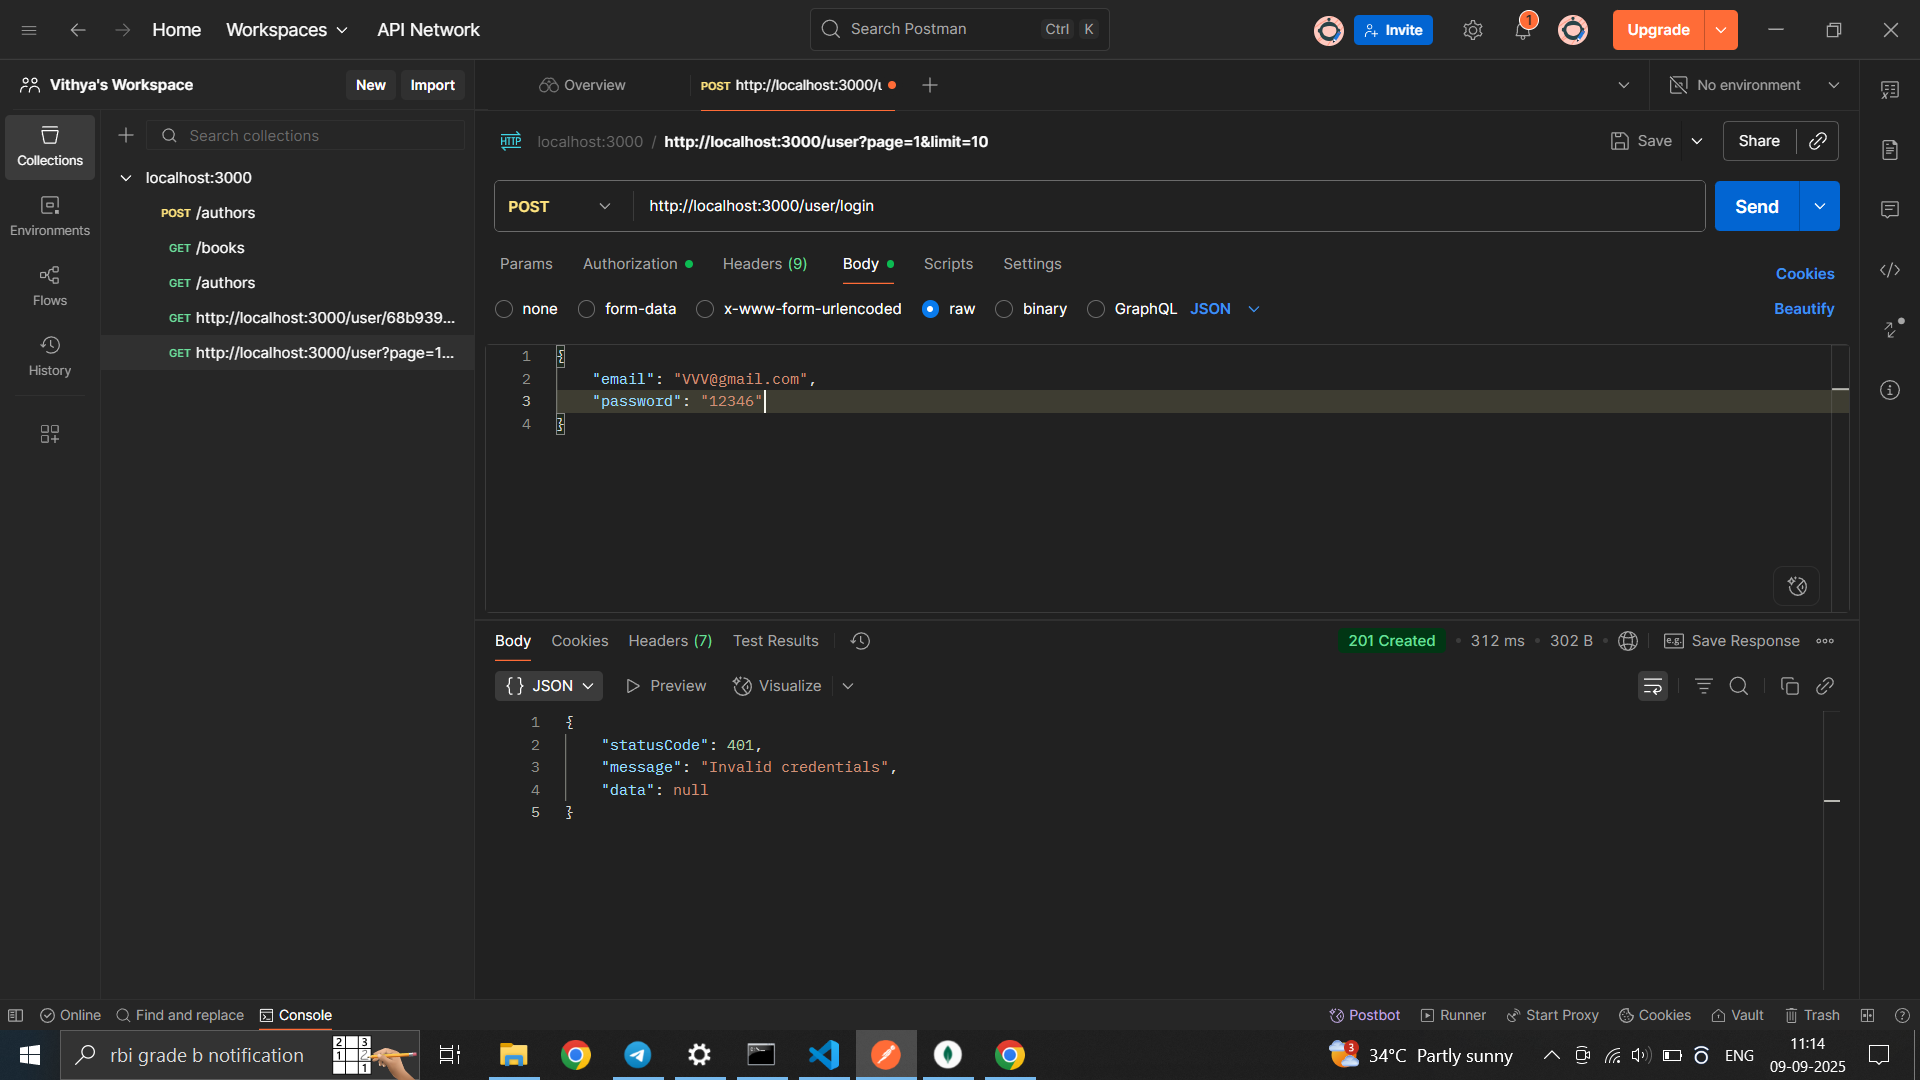 Home
Workspaces
API Network
Search Postman
Ctrl K
Invite
1
Upgrade
Vithya's Workspace
New
Import
Overview
POST http://localhost:3000/u
No environment
Collections
Environments
Flows
History
Search collections
localhost:3000
POST /authors
GET /books
GET /authors
GET http://localhost:3000/user/68b939...
GET http://localhost:3000/user?page=1...
HTTP localhost:3000 / http://localhost:3000/user?page=1&limit=10
Save
Share
POST
http://localhost:3000/user/login
Send
Params
Authorization
Headers (9)
Body
Scripts
Settings
Cookies
none
form-data
x-www-form-urlencoded
raw
binary
GraphQL
JSON
Beautify
1 {
2 "email": "VVV@gmail.com",
3 "password": "12346"
4 }
Body
Cookies
Headers (7)
Test Results
201 Created
312 ms
302 B
e.g. Save Response
{} JSON
Preview
Visualize
1 {
2 "statusCode": 401,
3 "message": "Invalid credentials",
4 "data": null
5 }
Online
Find and replace
Console
Postbot
Runner
Start Proxy
Cookies
Vault
Trash
rbi grade b notification
2 3
1 2
1
3
34°C Partly sunny
ENG
11:14
09-09-2025